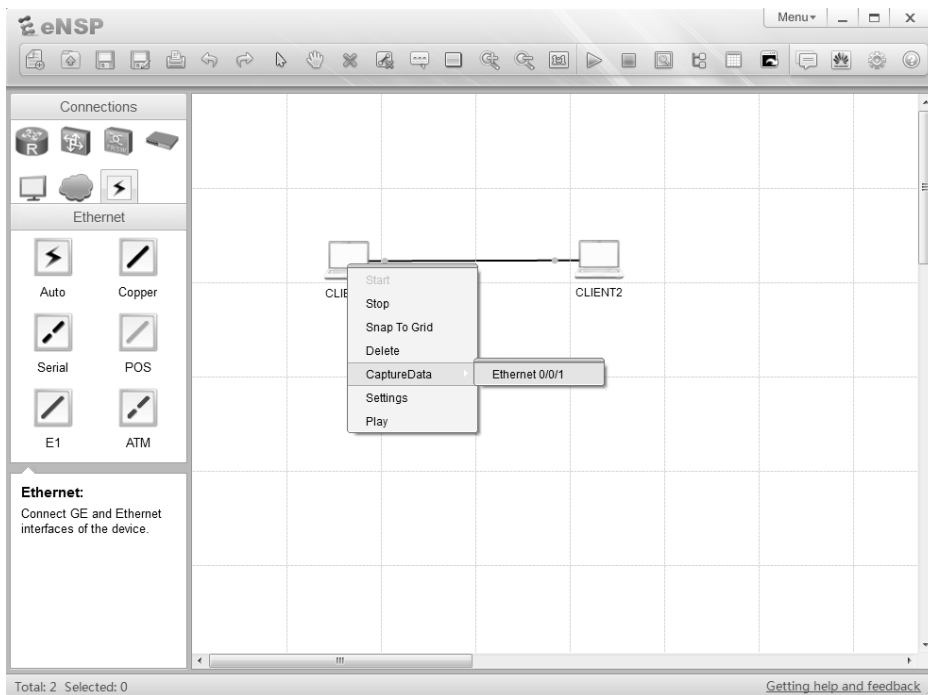 eNSP
Menu
Connections
R
Ethernet
Auto
Copper
Serial
POS
E1
ATM
Ethernet:
Connect GE and Ethernet
interfaces of the device.
CLIE
CLIENT2
Start
Stop
Snap To Grid
Delete
CaptureData
Ethernet 0/0/1
Settings
Play
Total: 2 Selected: 0
Getting help and feedback